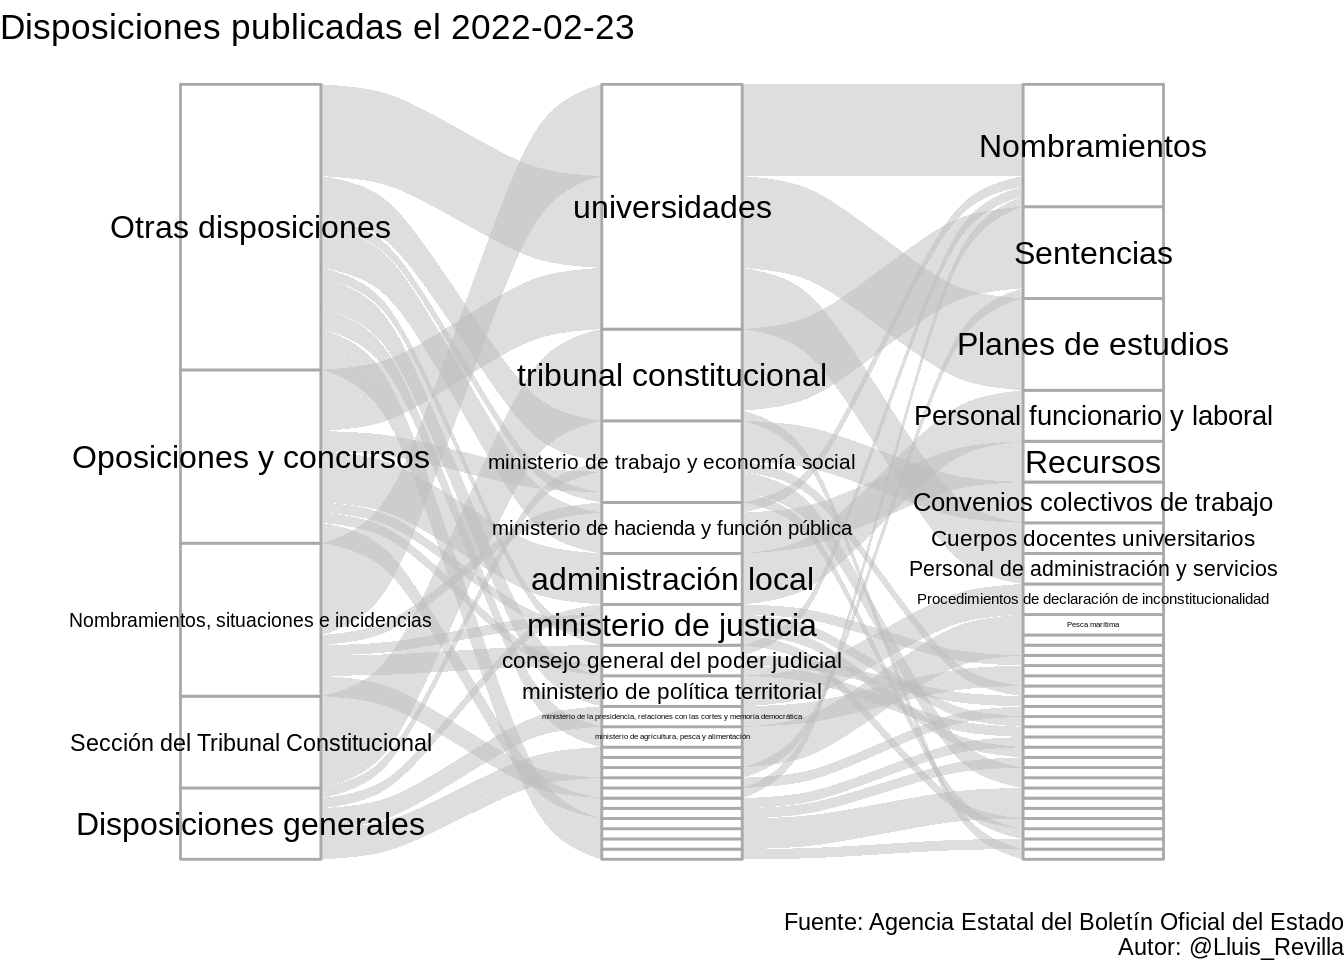 Disposiciones publicadas el 2022-02-23
Otras disposiciones
Oposiciones y concursos
Nombramientos, situaciones e incidencias
Sección del Tribunal Constitucional
Disposiciones generales
universidades
tribunal constitucional
ministerio de trabajo y economía social
ministerio de hacienda y función pública
administración local
ministerio de justicia
consejo general del poder judicial
ministerio de política territorial
ministerio de la presidencia, relaciones con las cortes y memoria democrática
ministerio de agricultura, pesca y alimentación
Nombramientos
Sentencias
Planes de estudios
Personal funcionario y laboral
Recursos
Convenios colectivos de trabajo
Cuerpos docentes universitarios
Personal de administración y servicios
Procedimientos de declaración de inconstitucionalidad
Pesca marítima
Fuente: Agencia Estatal del Boletín Oficial del Estado
Autor: @Lluis_Revilla